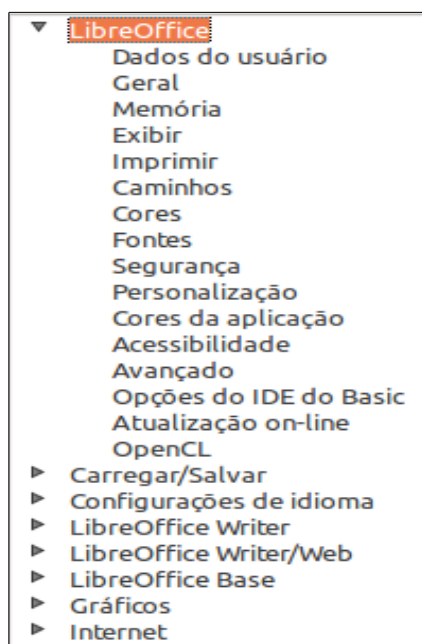 LibreOffice
Dados do usuário
Geral
Memória
Exibir
Imprimir
Caminhos
Cores
Fontes
Segurança
Personalização
Cores da aplicação
Acessibilidade
Avançado
Opções do IDE do Basic
Atualização on-line
OpenCL
Carregar/Salvar
Configurações de idioma
LibreOffice Writer
LibreOffice Writer/Web
LibreOffice Base
Gráficos
Internet